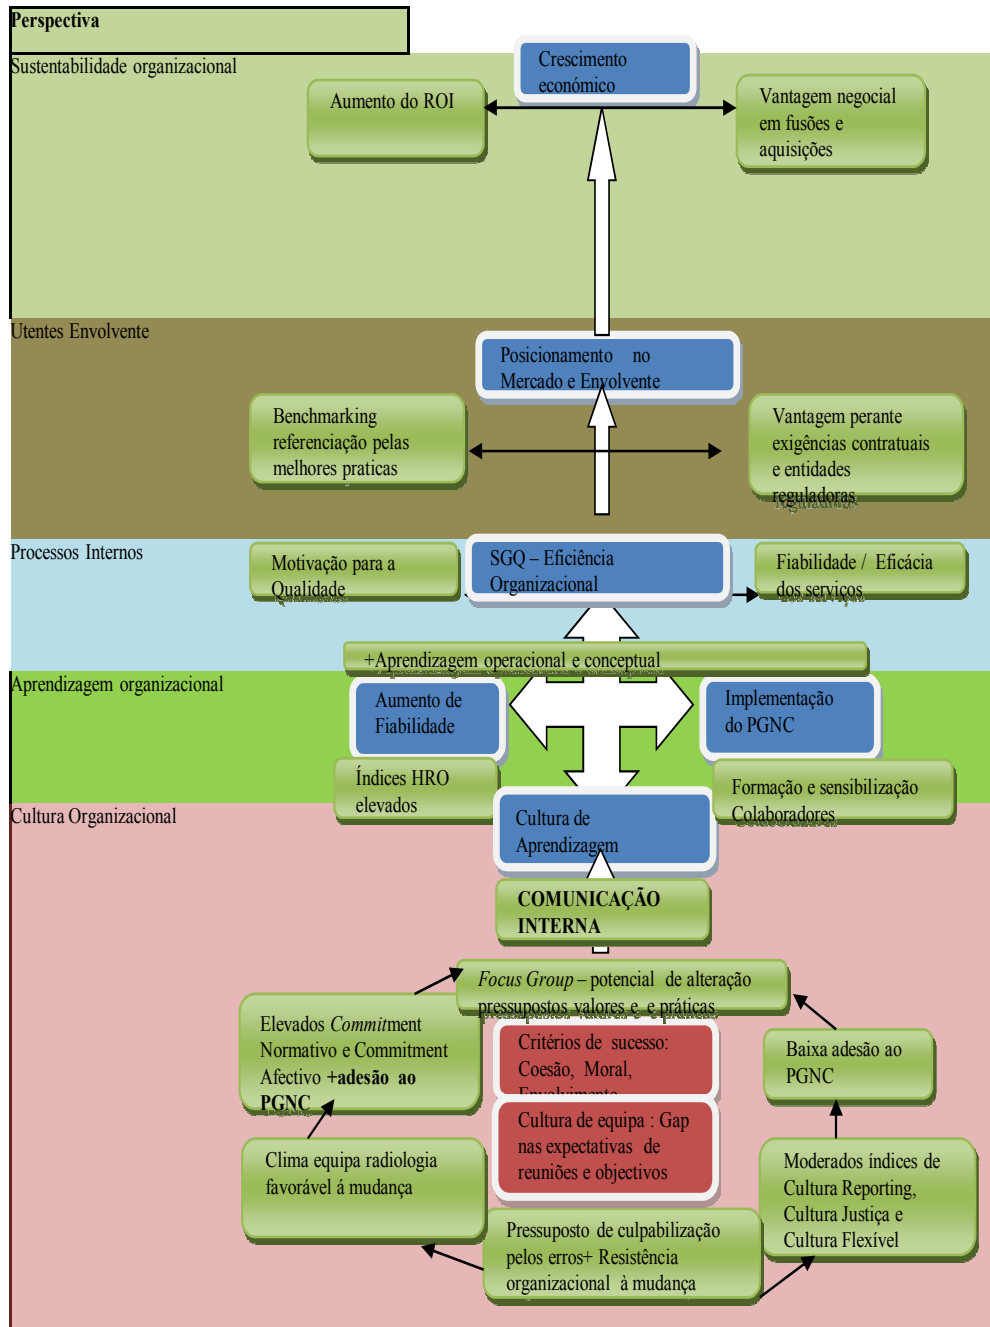 Perspectiva
Sustentabilidade organizacional
Crescimento
económico
Aumento do ROI
Vantagem negocial
em fusões e
aquisições
Utentes Envolvente
Posicionamento no
Mercado e Envolvente
Benchmarking
referenciação pelas
melhores praticas
Vantagem perante
exigências contratuais
e entidades
reguladoras
Processos Internos
Motivação para a
Qualidade
SGQ – Eficiência
Organizacional
Fiabilidade / Eficácia
dos serviços
+Aprendizagem operacional e conceptual
Aprendizagem organizacional
Aumento de
Fiabilidade
Implementação
do PGNC
Índices HRO
elevados
Formação e sensibilização
Colaboradores
Cultura Organizacional
Cultura de
Aprendizagem
COMUNICAÇÃO
INTERNA
Focus Group – potencial de alteração
pressupostos valores e e práticas
Elevados Commitment
Normativo e Commitment
Afectivo +adesão ao
PGNC
Critérios de sucesso:
Coesão, Moral,
Envolvimento
Baixa adesão ao
PGNC
Cultura de equipa : Gap
nas expectativas de
reuniões e objectivos
Clima equipa radiologia
favorável á mudança
Moderados índices de
Cultura Reporting,
Cultura Justiça e
Cultura Flexível
Pressuposto de culpabilização
pelos erros+ Resistência
organizacional à mudança